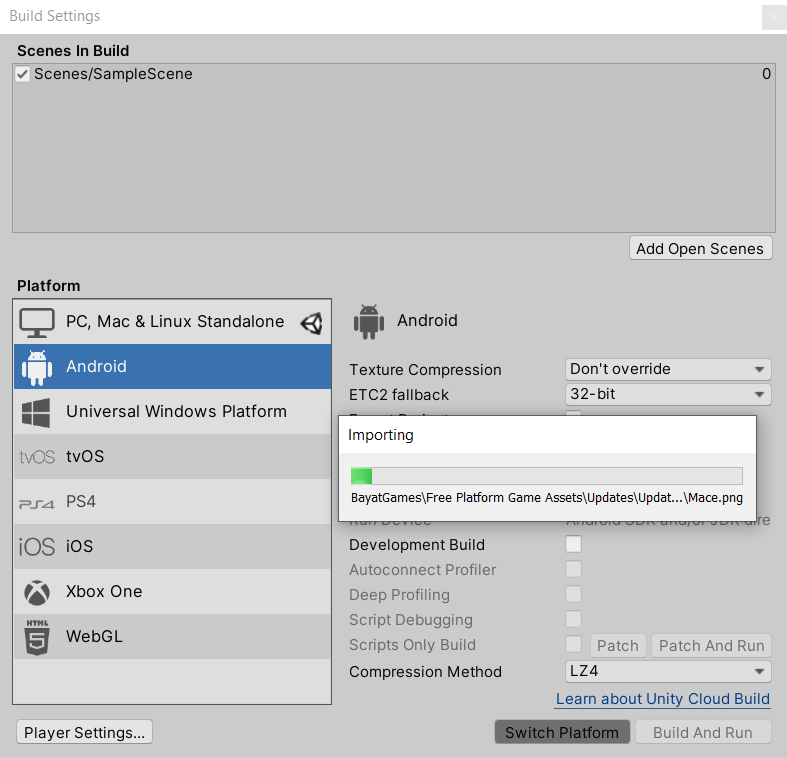 Build Settings
Scenes In Build
Scenes/SampleScene 0
Add Open Scenes
Platform
PC, Mac & Linux Standalone
Android
Universal Windows Platform
tvOS tvOS
PS4 PS4
iOS iOS
Xbox One
HTML 5 WebGL
Android
Texture Compression Don't override
ETC2 fallback 32-bit
Importing
BayatGames\Free Platform Game Assets\Updates\Updat...\Mace.png
Run Device Android SDK and/or JDK dire
Development Build
Autoconnect Profiler
Deep Profiling
Script Debugging
Scripts Only Build Patch Patch And Run
Compression Method LZ4
Learn about Unity Cloud Build
Player Settings... Switch Platform Build And Run